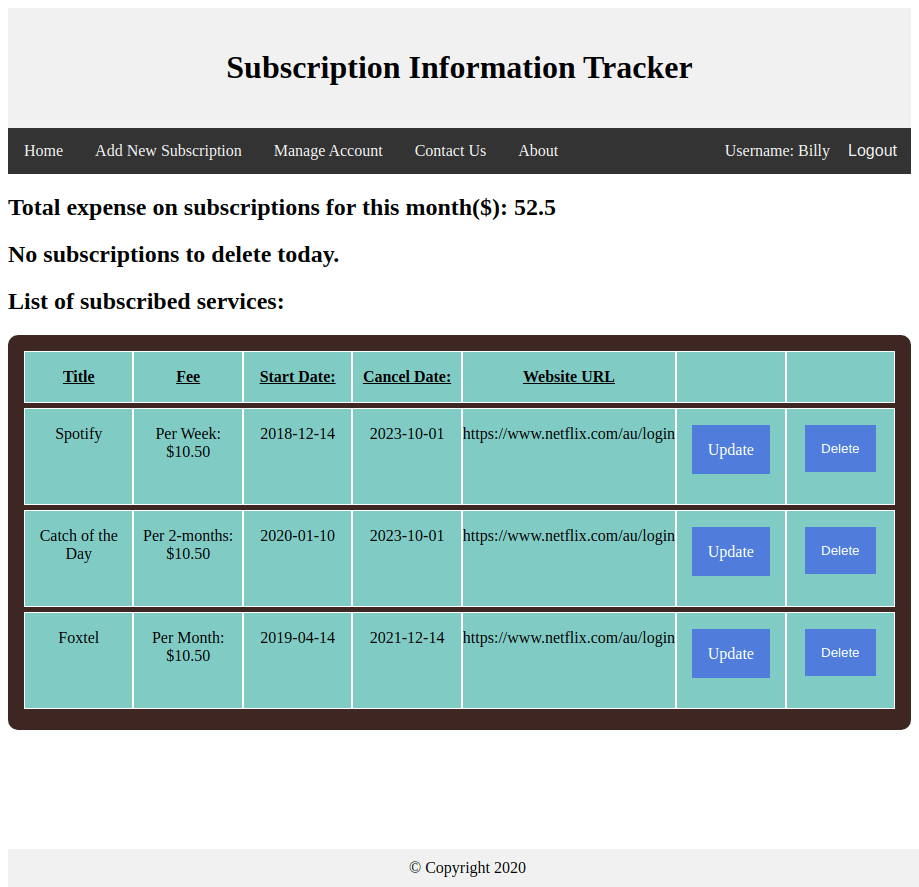 Subscription Information Tracker
Home Add New Subscription Manage Account Contact Us About Username: Billy Logout
Total expense on subscriptions for this month($): 52.5
No subscriptions to delete today.
List of subscribed services:
Title Fee Start Date: Cancel Date: Website URL
Spotify Per Week: 2018-12-14 2023-10-01 https://www.netflix.com/au/login Update Delete
$10.50
Catch of the Per 2-months: 2020-01-10 2023-10-01 https://www.netflix.com/au/login Update Delete
Day $10.50
Foxtel Per Month: 2019-04-14 2021-12-14 https://www.netflix.com/au/login Update Delete
$10.50
© Copyright 2020